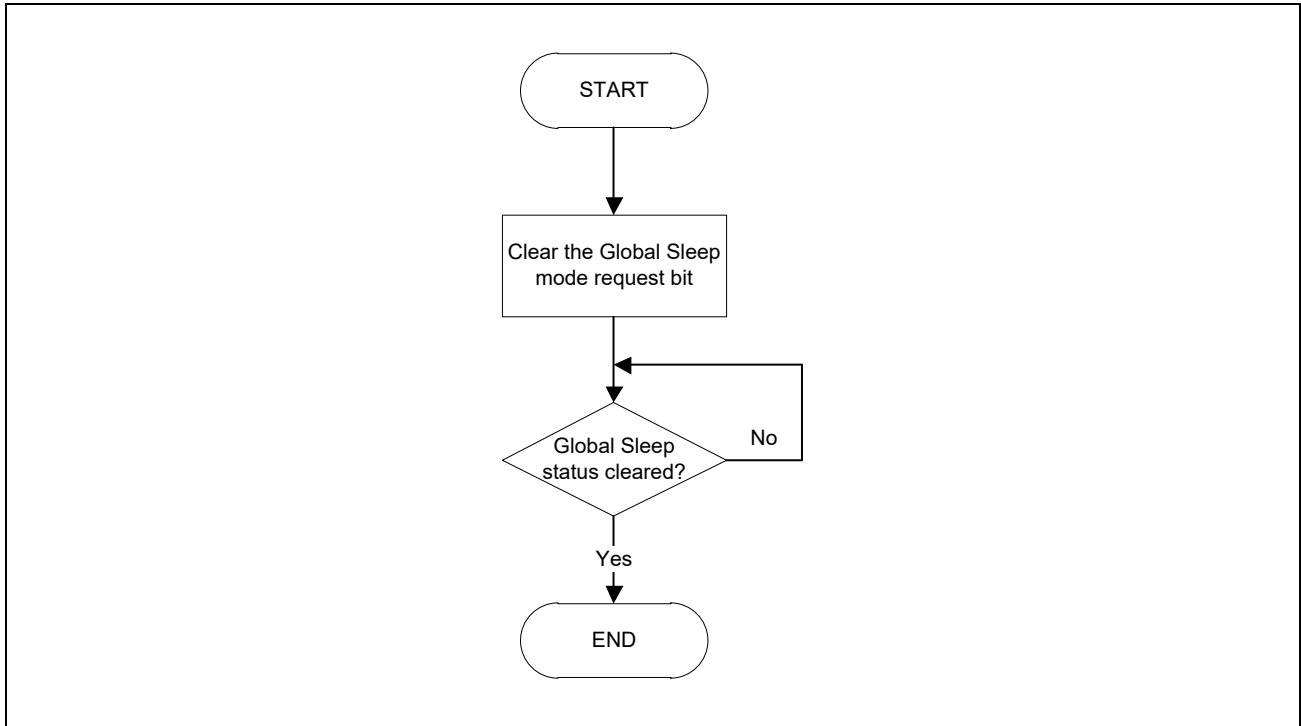 START
Clear the Global Sleep
mode request bit
Global Sleep
status cleared?
No
Yes
END